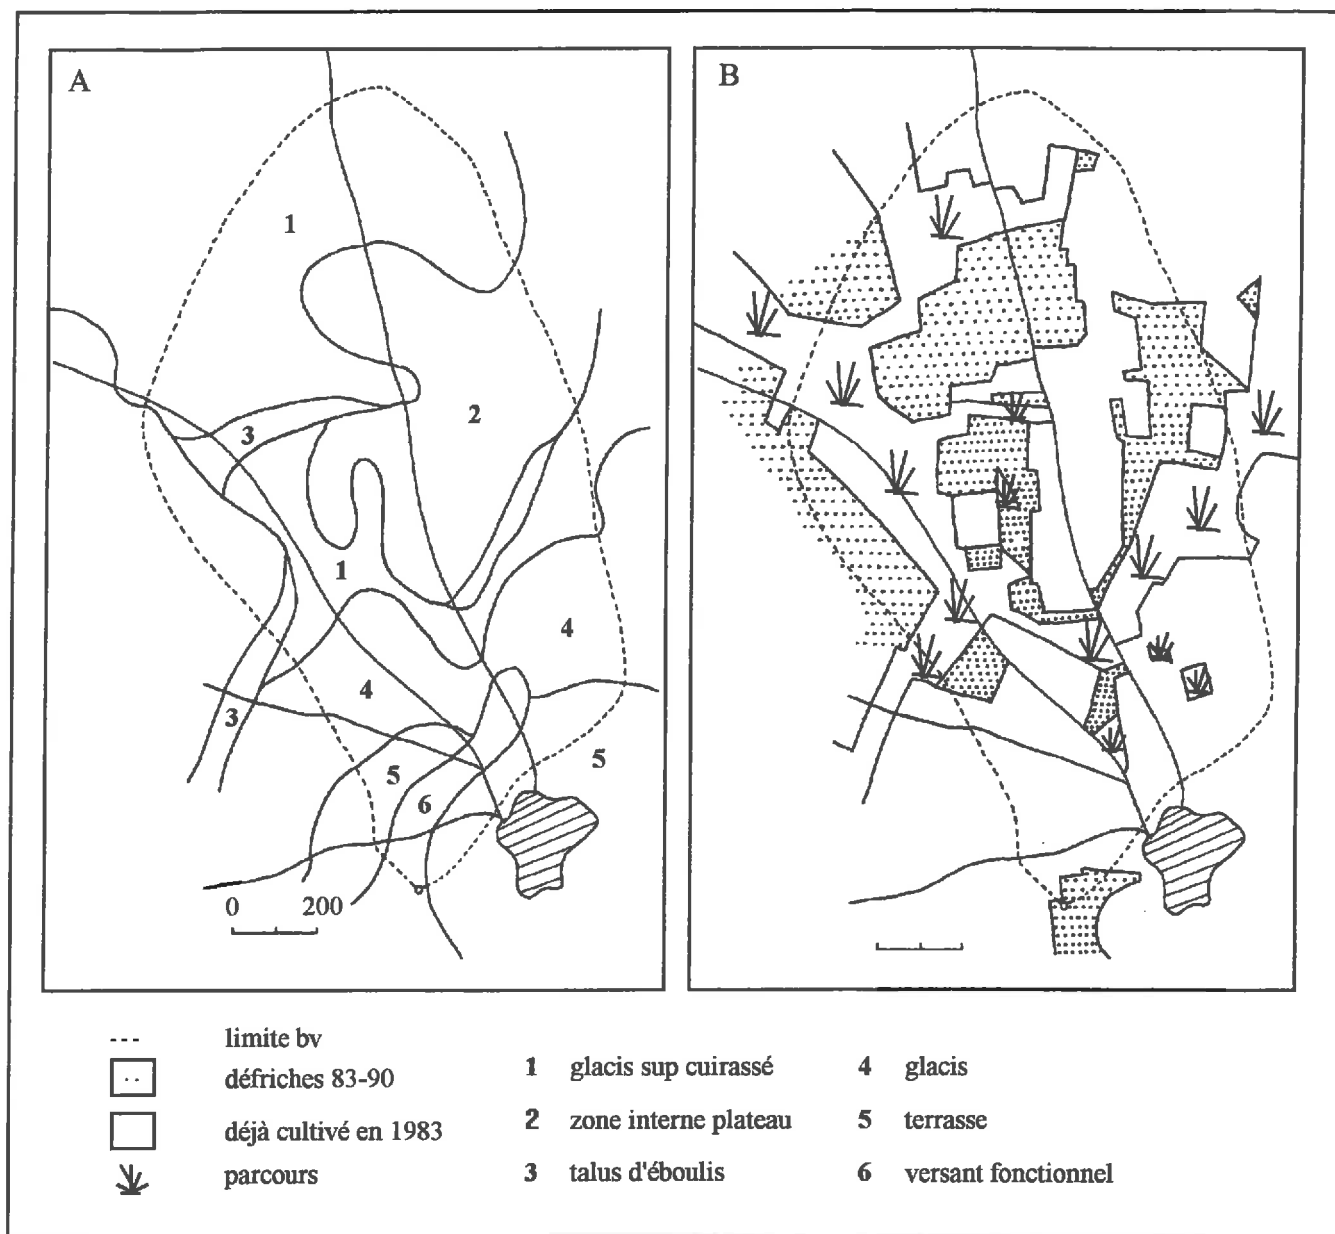 A
B
1
2
3
1
4
4
3
5
5
6
0 200
limite bv
défriches 83-90
déjà cultivé en 1983
parcours
1 glacis sup cuirassé
2 zone interne plateau
3 talus d'éboulis
4 glacis
5 terrasse
6 versant fonctionnel